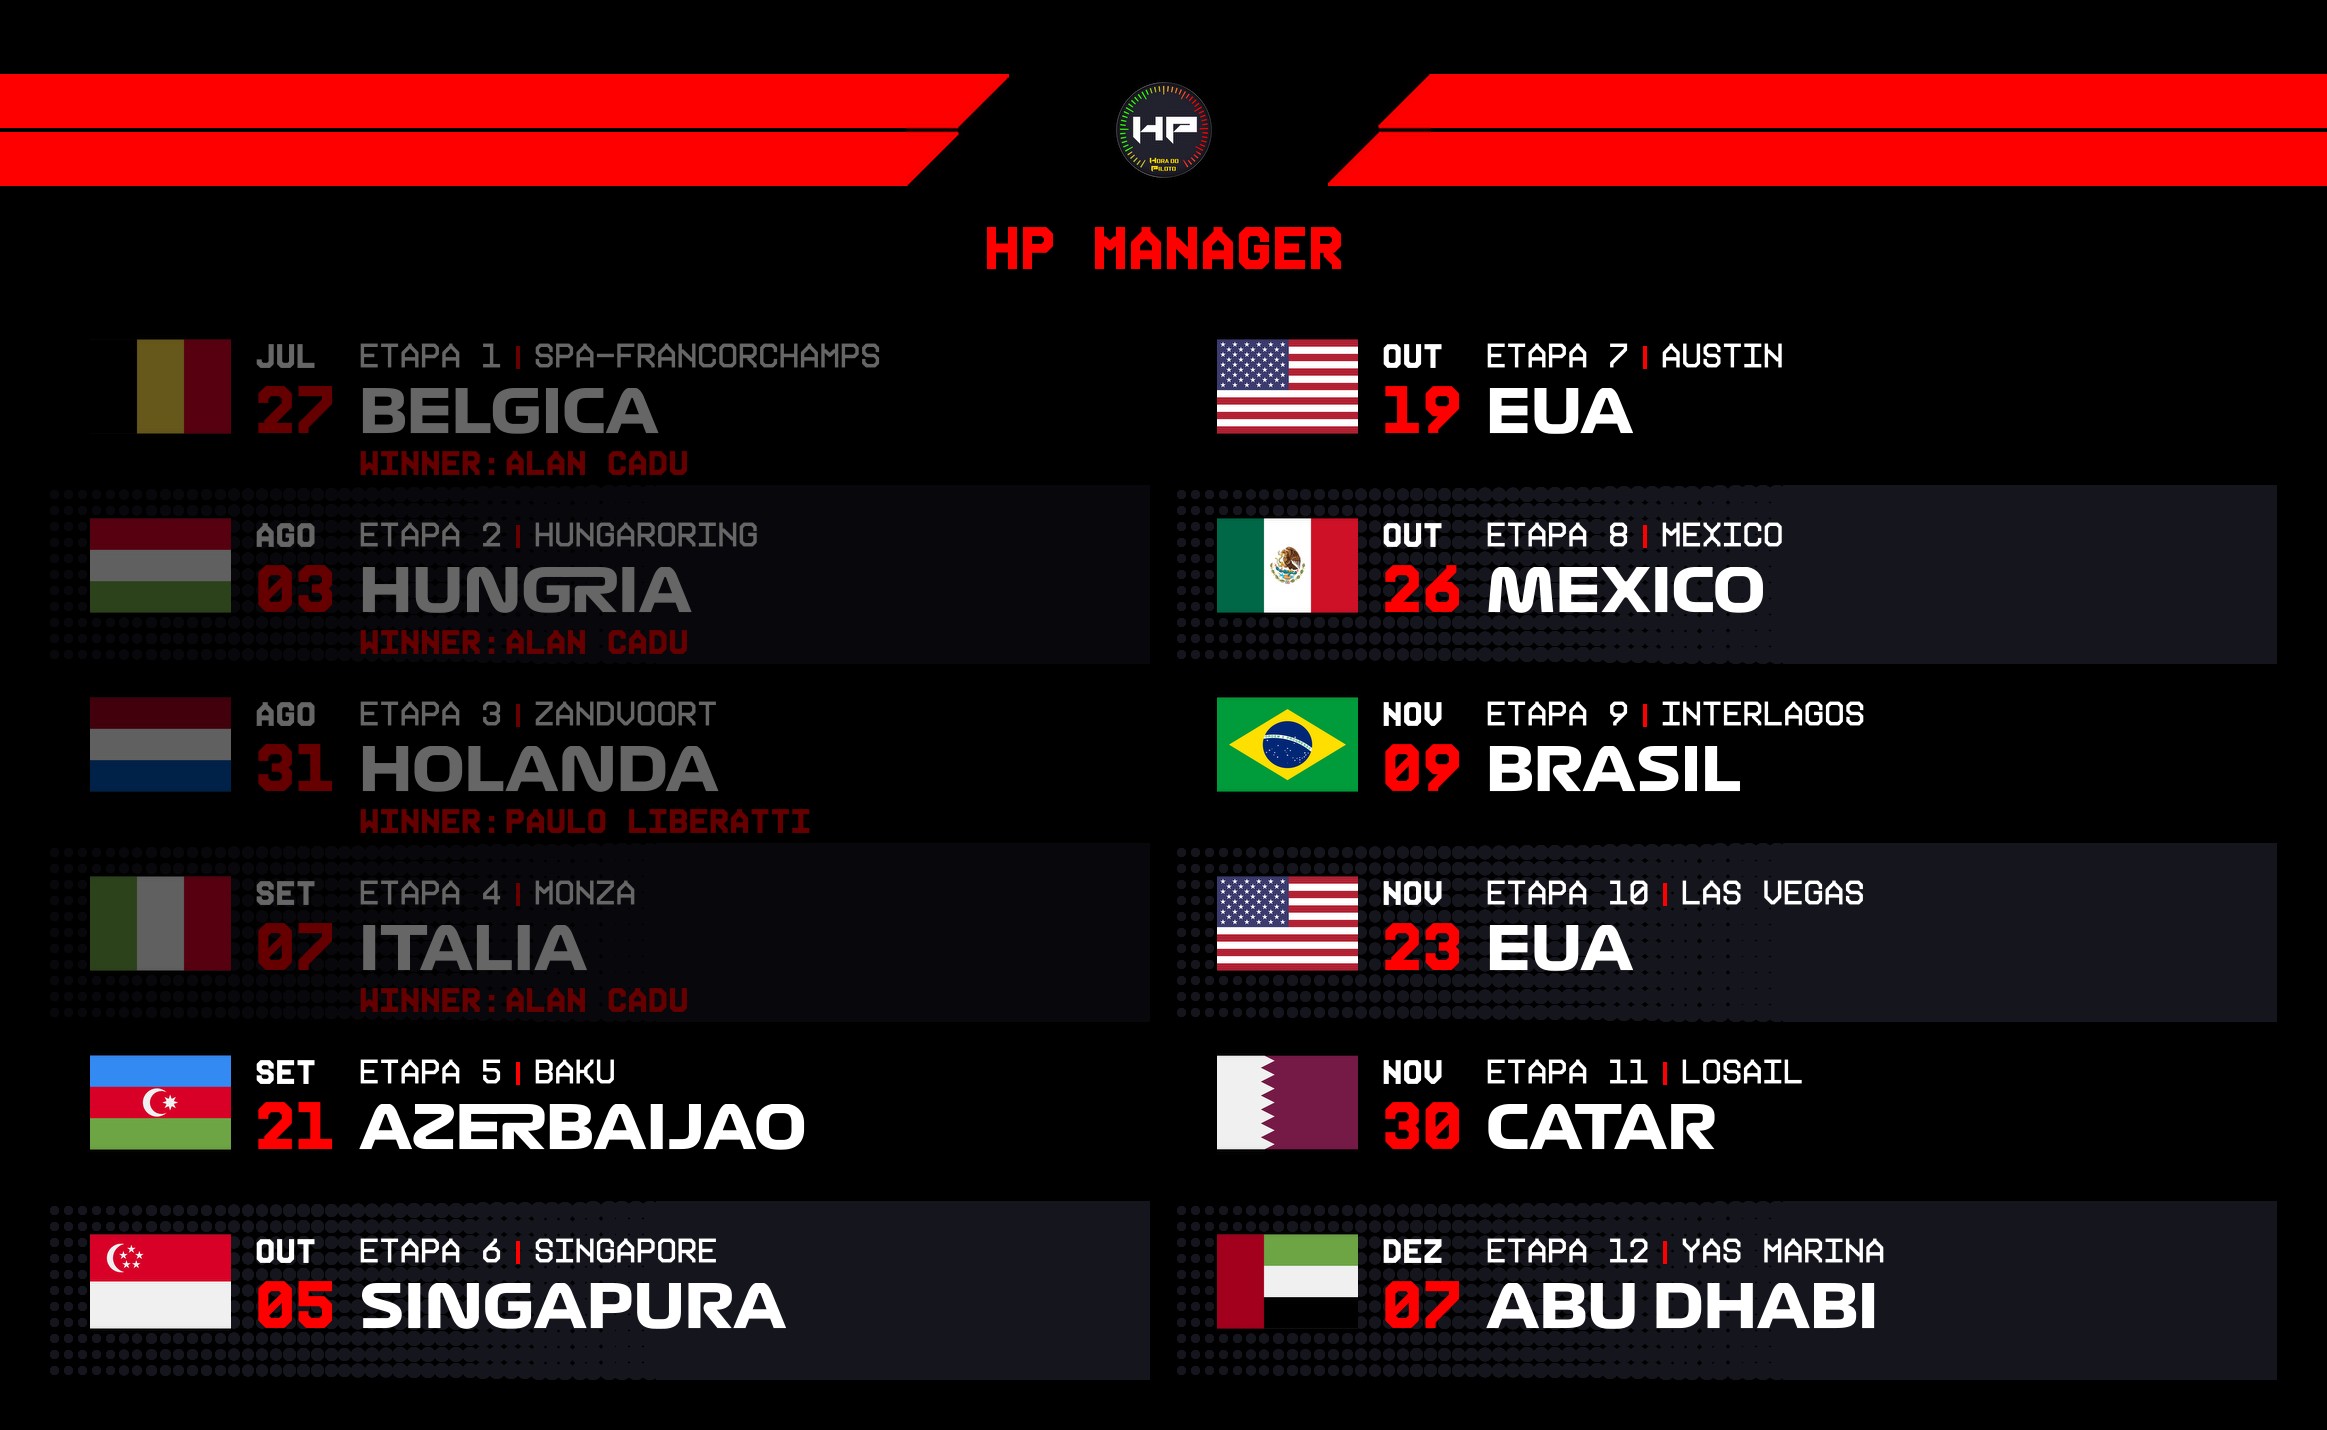 HP
HORA DO
PILOTO
HP MANAGER
JUL
27
ETAPA 1 | SPA-FRANCORCHAMPS
BELGICA
WINNER:ALAN CADU
AGO
03
ETAPA 2 | HUNGARORING
HUNGRIA
WINNER:ALAN CADU
AGO
31
ETAPA 3 | ZANDVOORT
HOLANDA
WINNER:PAULO LIBERATTI
SET
07
ETAPA 4 | MONZA
ITALIA
WINNER:ALAN CADU
SET
21
ETAPA 5 | BAKU
AZERBAIJAO
OUT
05
ETAPA 6 | SINGAPORE
SINGAPURA
OUT
19
ETAPA 7 | AUSTIN
EUA
OUT
26
ETAPA 8 | MEXICO
MEXICO
NOV
09
ETAPA 9 | INTERLAGOS
BRASIL
NOV
23
ETAPA 10 | LAS VEGAS
EUA
NOV
30
ETAPA 11 | LOSAIL
CATAR
DEZ
07
ETAPA 12 | YAS MARINA
ABU DHABI